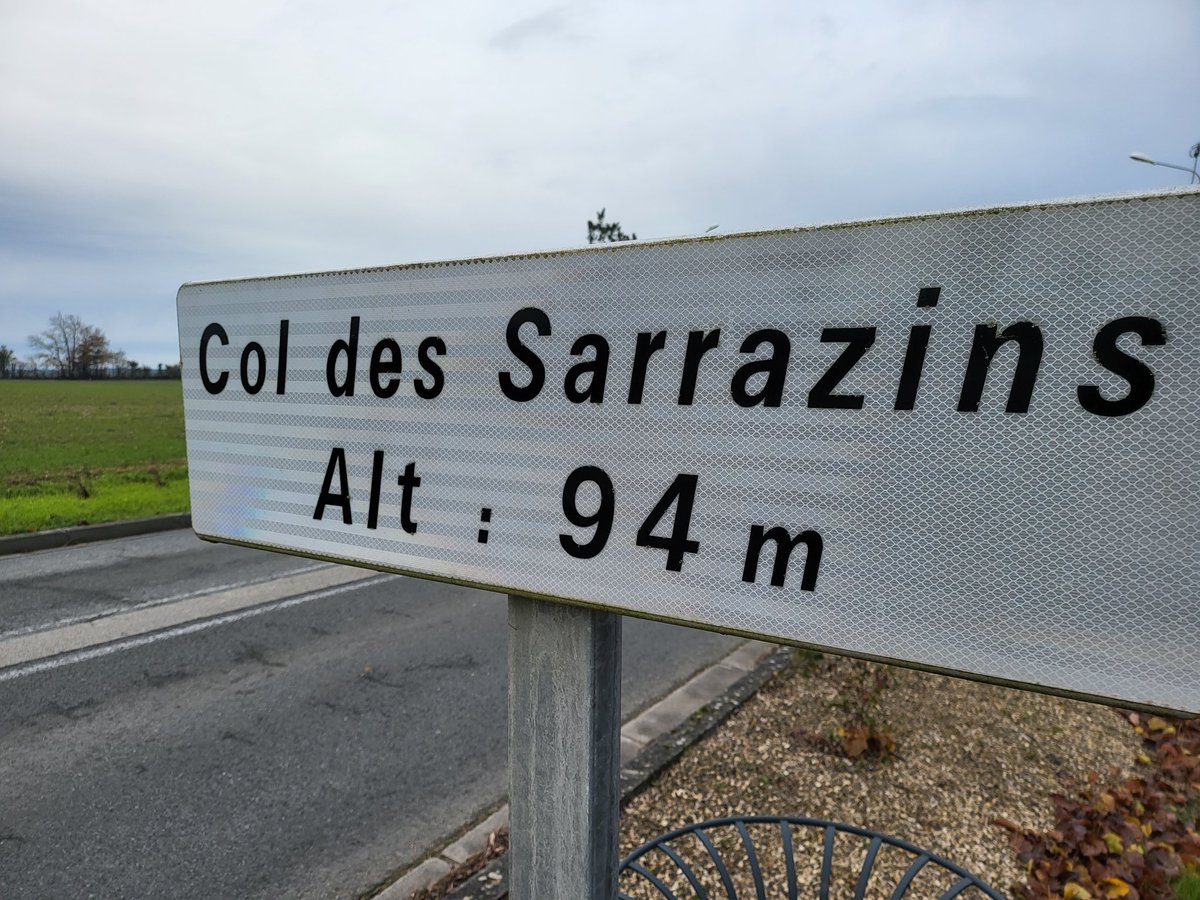 Col des Sarrazins
Alt : 94 m